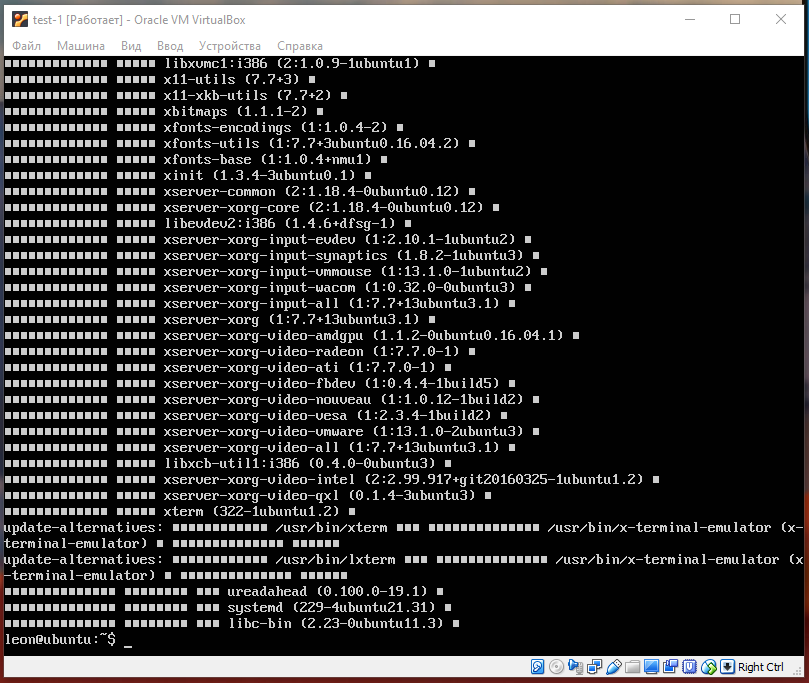 test-1 [Работает] - Oracle VM VirtualBox
Файл Машина Вид Ввод Устройства Справка
libxvmc1:i386 (2:1.0.9-1ubuntu1)
x11-utils (7.7+3)
x11-xkb-utils (7.7+2)
xbitmaps (1.1.1-2)
xfonts-encodings (1:1.0.4-2)
xfonts-utils (1:7.7+3ubuntu0.16.04.2)
xfonts-base (1:1.0.4+nmu1)
xinit (1.3.4-3ubuntu0.1)
xserver-common (2:1.18.4-0ubuntu0.12)
xserver-xorg-core (2:1.18.4-0ubuntu0.12)
libevdev2:i386 (1.4.6+dfsg-1)
xserver-xorg-input-evdev (1:2.10.1-1ubuntu2)
xserver-xorg-input-synaptics (1.8.2-1ubuntu3)
xserver-xorg-input-vmmouse (1:13.1.0-1ubuntu2)
xserver-xorg-input-wacom (1:0.32.0-0ubuntu3)
xserver-xorg-input-all (1:7.7+13ubuntu3.1)
xserver-xorg (1:7.7+13ubuntu3.1)
xserver-xorg-video-amdgpu (1.1.2-0ubuntu0.16.04.1)
xserver-xorg-video-radeon (1:7.7.0-1)
xserver-xorg-video-ati (1:7.7.0-1)
xserver-xorg-video-fbdev (1:0.4.4-1build5)
xserver-xorg-video-nouveau (1:1.0.12-1build2)
xserver-xorg-video-vesa (1:2.3.4-1build2)
xserver-xorg-video-vmware (1:13.1.0-2ubuntu3)
xserver-xorg-video-all (1:7.7+13ubuntu3.1)
libxcb-util1:i386 (0.4.0-0ubuntu3)
xserver-xorg-video-intel (2:2.99.917+git20160325-1ubuntu1.2)
xserver-xorg-video-qxl (0.1.4-3ubuntu3)
xterm (322-1ubuntu1.2)
update-alternatives: /usr/bin/xterm /usr/bin/x-terminal-emulator (x-
terminal-emulator)
update-alternatives: /usr/bin/lxterm /usr/bin/x-terminal-emulator (x
-terminal-emulator)
ureadahead (0.100.0-19.1)
systemd (229-4ubuntu21.31)
libc-bin (2.23-0ubuntu11.3)
leon@ubuntu:~$ _
Right Ctrl